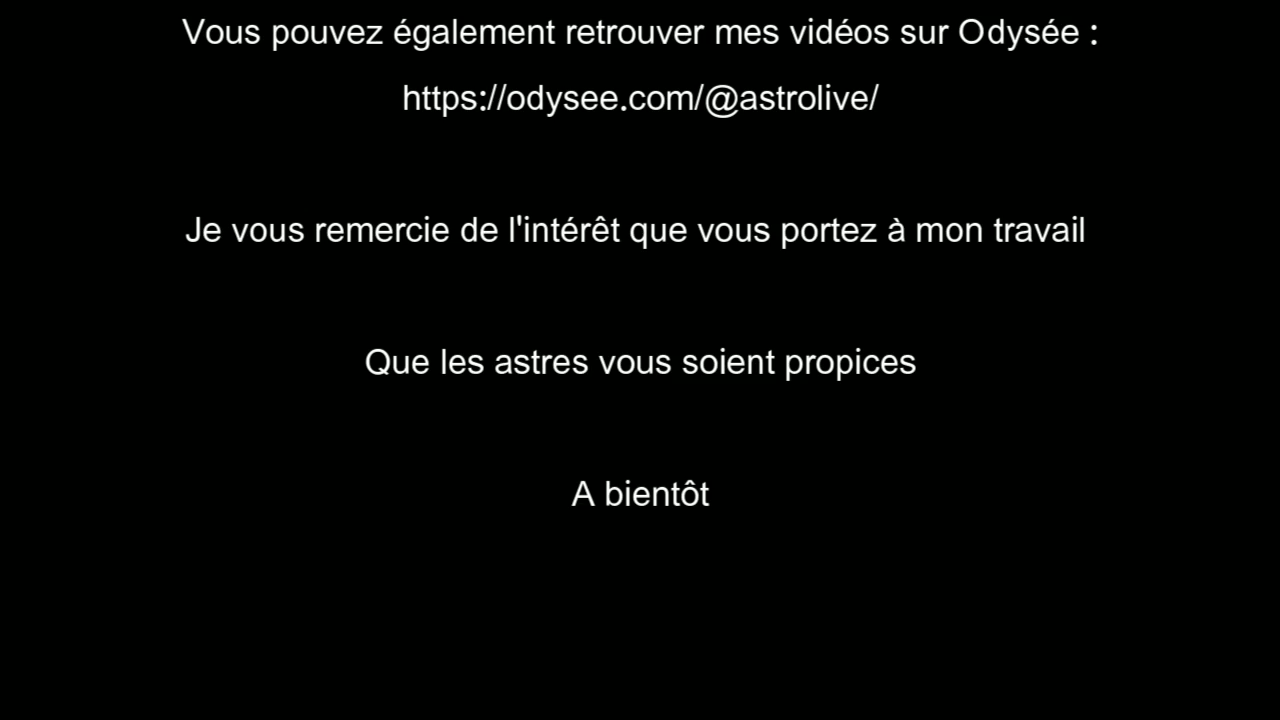 Vous pouvez également retrouver mes vidéos sur Odysée :
https://odysee.com/@astrolive/
Je vous remercie de l'intérêt que vous portez à mon travail
Que les astres vous soient propices
A bientôt